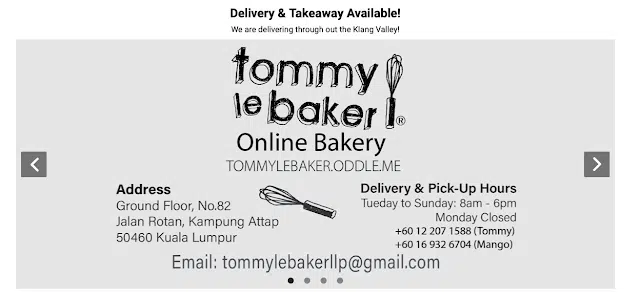 Delivery & Takeaway Available!
We are delivering through out the Klang Valley!
tommy
le baker
®
Online Bakery
TOMMYLEBAKER.ODDLE.ME
Address
Ground Floor, No.82
Jalan Rotan, Kampung Attap
50460 Kuala Lumpur
Delivery & Pick-Up Hours
Tueday to Sunday: 8am - 6pm
Monday Closed
+60 12 207 1588 (Tommy)
+60 16 932 6704 (Mango)
Email: tommylebakerllp@gmail.com